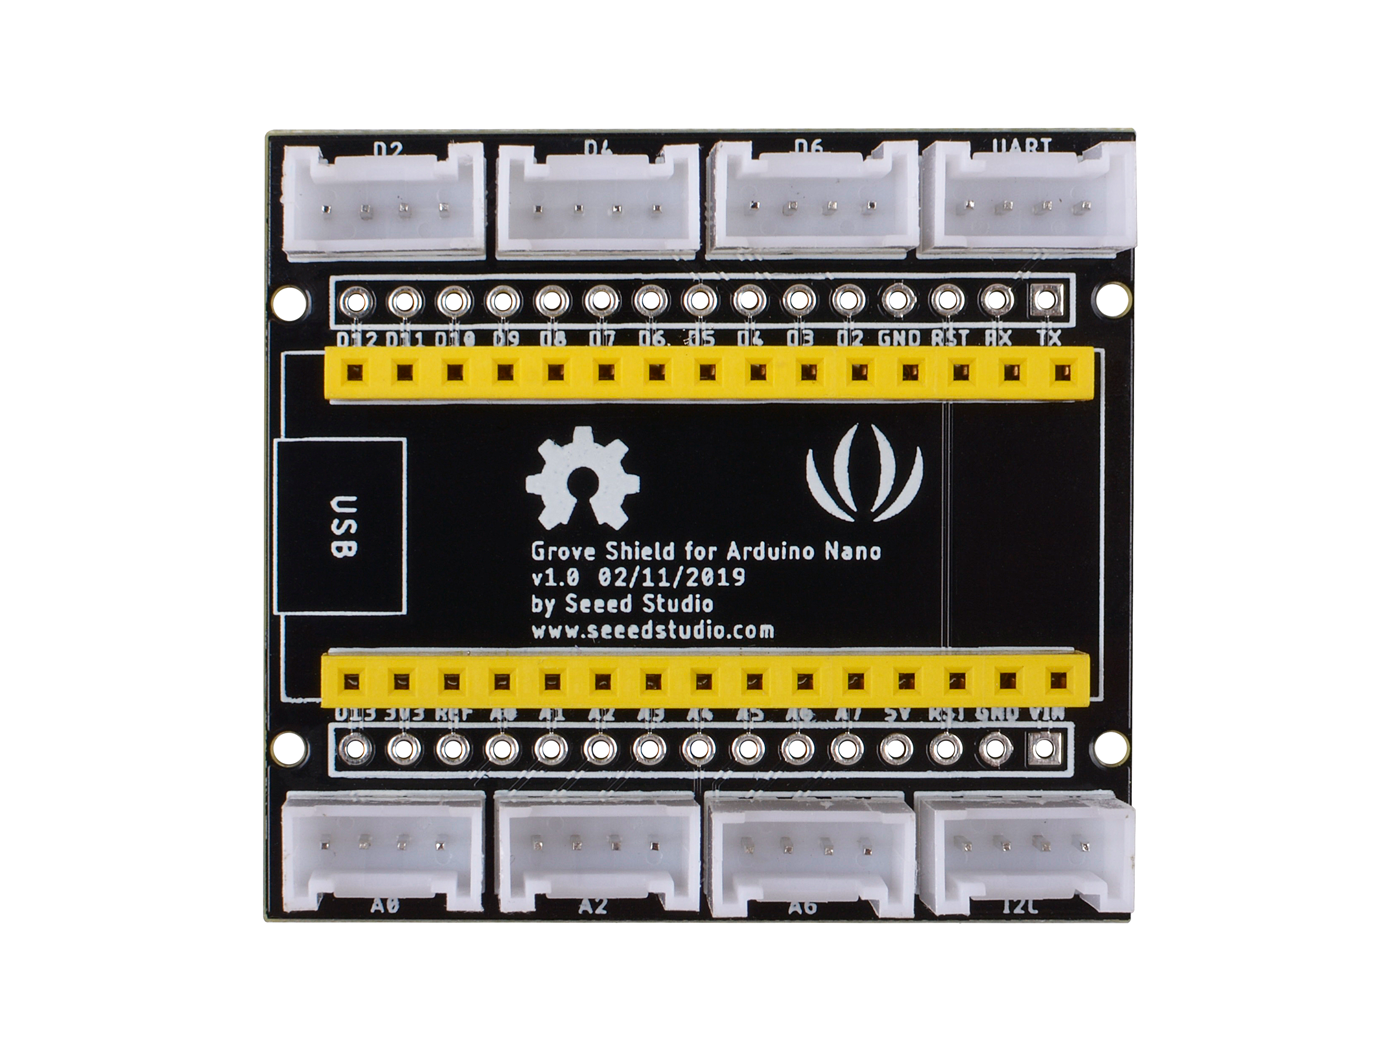 D2 D4 D6 UART
D12 D11 D10 D9 D8 D7 D6 D5 D4 D3 D2 GND RST RX TX
USB
Grove Shield for Arduino Nano
v1.0 02/11/2019
by Seeed Studio
www.seeedstudio.com
D13 3V3 REF A0 A1 A2 A3 A4 A5 A6 A7 5V RST GND VIN
A0 A2 A6 I2C